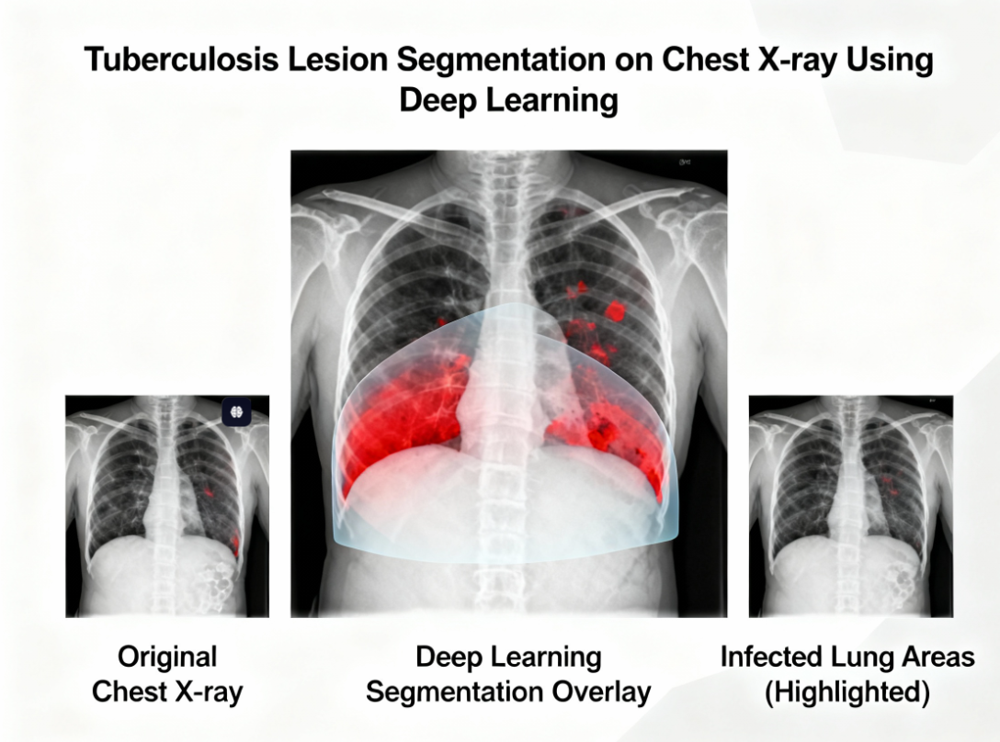 Tuberculosis Lesion Segmentation on Chest X-ray Using
Deep Learning
Original
Chest X-ray
Deep Learning
Segmentation Overlay
Infected Lung Areas
(Highlighted)